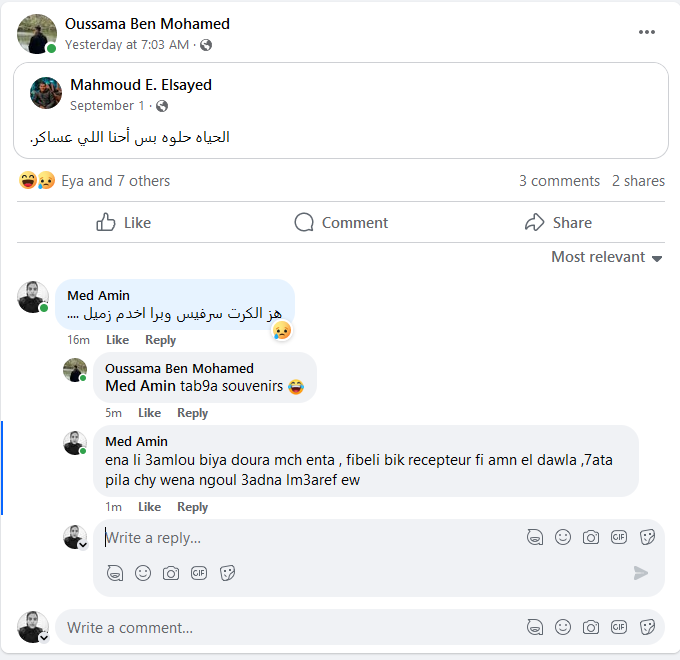 Oussama Ben Mohamed
Yesterday at 7:03 AM ·
Mahmoud E. Elsayed
September 1 ·
الحياه حلوه بس أحنا اللي عساكر.
Eya and 7 others
3 comments 2 shares
Like Comment Share
Most relevant
Med Amin
هز الكرت سرفيس وبرا اخدم زميل ....
16m Like Reply
Oussama Ben Mohamed
Med Amin tab9a souvenirs 😂
5m Like Reply
Med Amin
ena li 3amlou biya doura mch enta , fibeli bik recepteur fi amn el dawla ,7ata
pila chy wena ngoul 3adna lm3aref ew
1m Like Reply
Write a reply...
GIF
GIF
Write a comment...
GIF